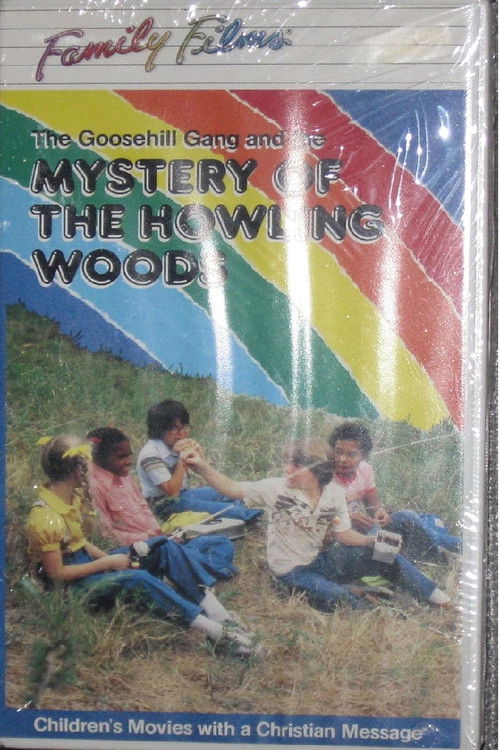 Family Films
The Goosehill Gang and the
MYSTERY OF
THE HOWLING
WOODS
Children's Movies with a Christian Message